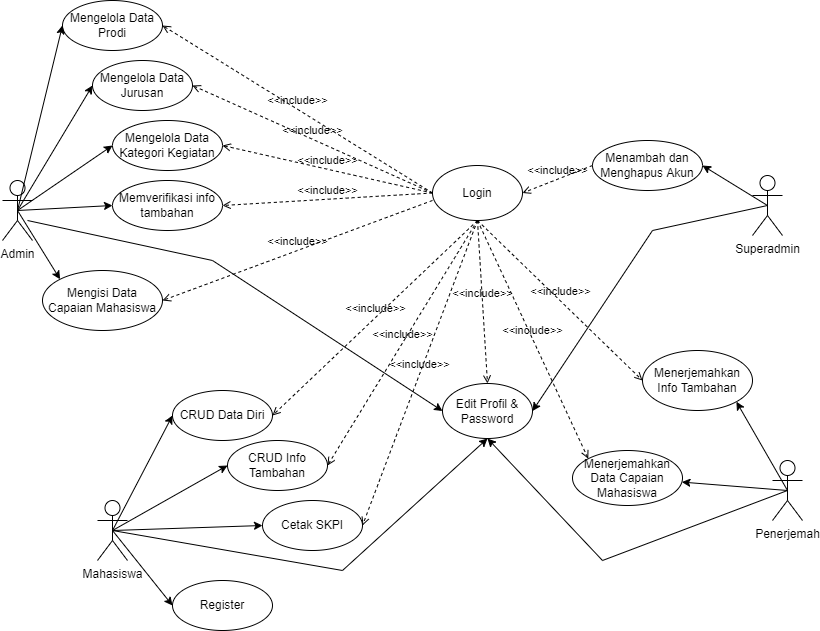 Mengelola Data
Prodi
Mengelola Data
Jurusan
<<include>>
<<include>>
Mengelola Data
Kategori Kegiatan
<<include>>
Menambah dan
Menghapus Akun
<<include>>
Login
Memverifikasi info
tambahan
<<include>>
Admin
Superadmin
<<include>>
Mengisi Data
Capaian Mahasiswa
<<include>>
<<include>>
<<include>>
<<include>>
<<include>>
<<include>>
Menerjemahkan
Info Tambahan
CRUD Data Diri
Edit Profil &
Password
CRUD Info
Tambahan
Menerjemahkan
Data Capaian
Mahasiswa
Cetak SKPI
Penerjemah
Mahasiswa
Register